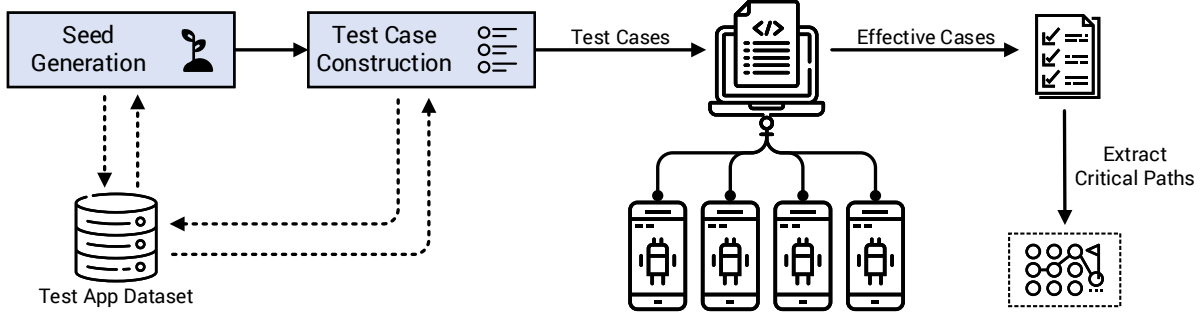 Seed
Generation
Test Case
Construction
Test Cases
</>
Effective Cases
Extract
Critical Paths
Test App Dataset